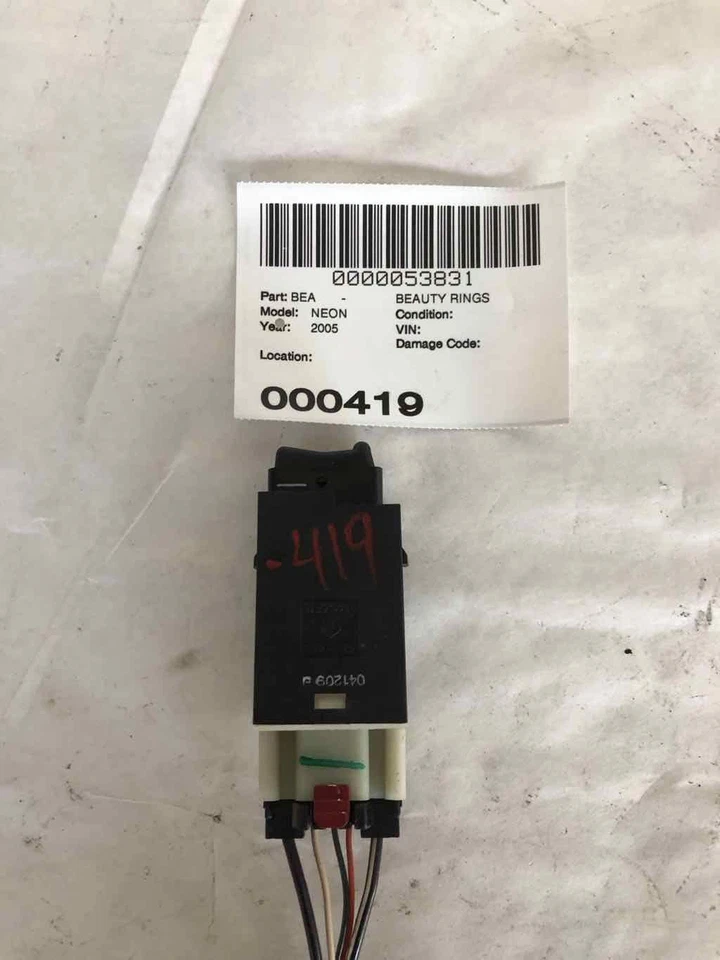 0000053831
Part: BEA - BEAUTY RINGS
Model: NEON Condition:
Year: 2005 VIN:
Damage Code:
Location:
000419
-419
041209